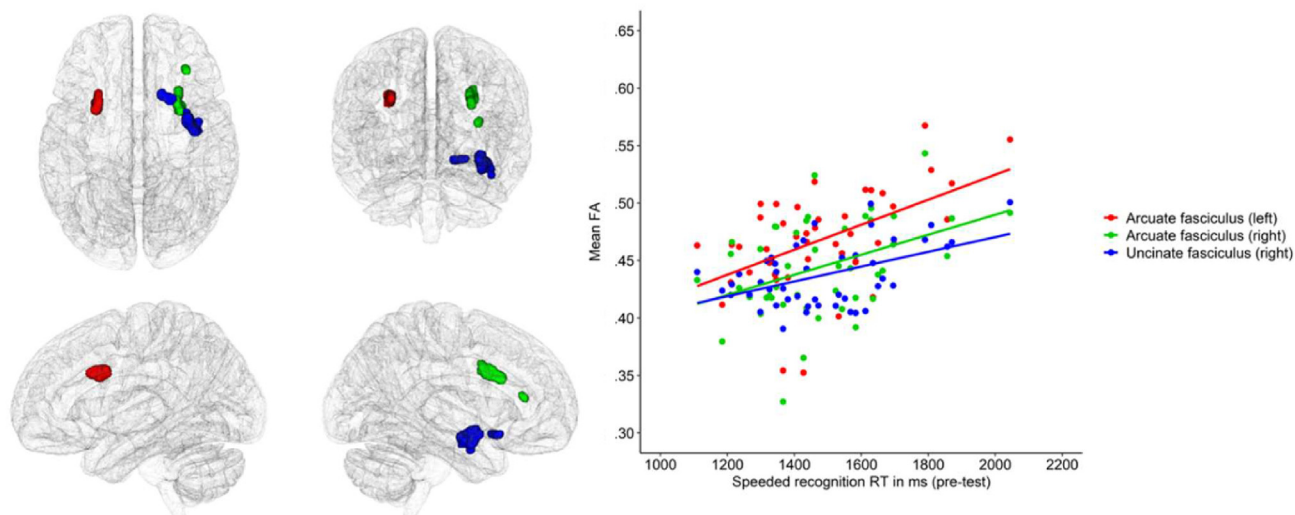 .65
.60
.55
.50
.45
.40
.35
.30
Mean FA
1000 1200 1400 1600 1800 2000 2200
Speeded recognition RT in ms (pre-test)
Arcuate fasciculus (left)
Arcuate fasciculus (right)
Uncinate fasciculus (right)